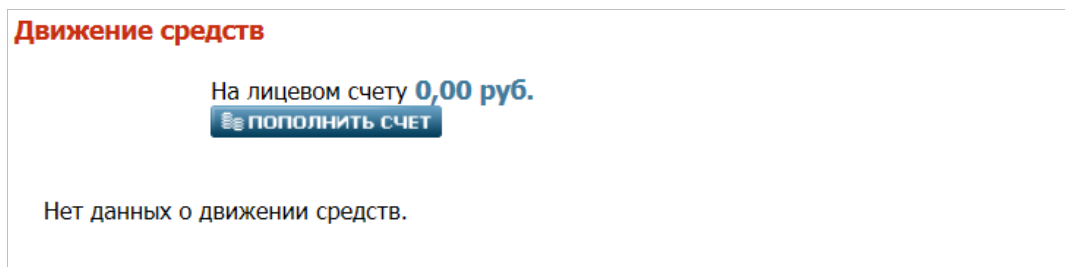 Движение средств
На лицевом счету 0,00 руб.
ПОПОЛНИТЬ СЧЕТ
Нет данных о движении средств.